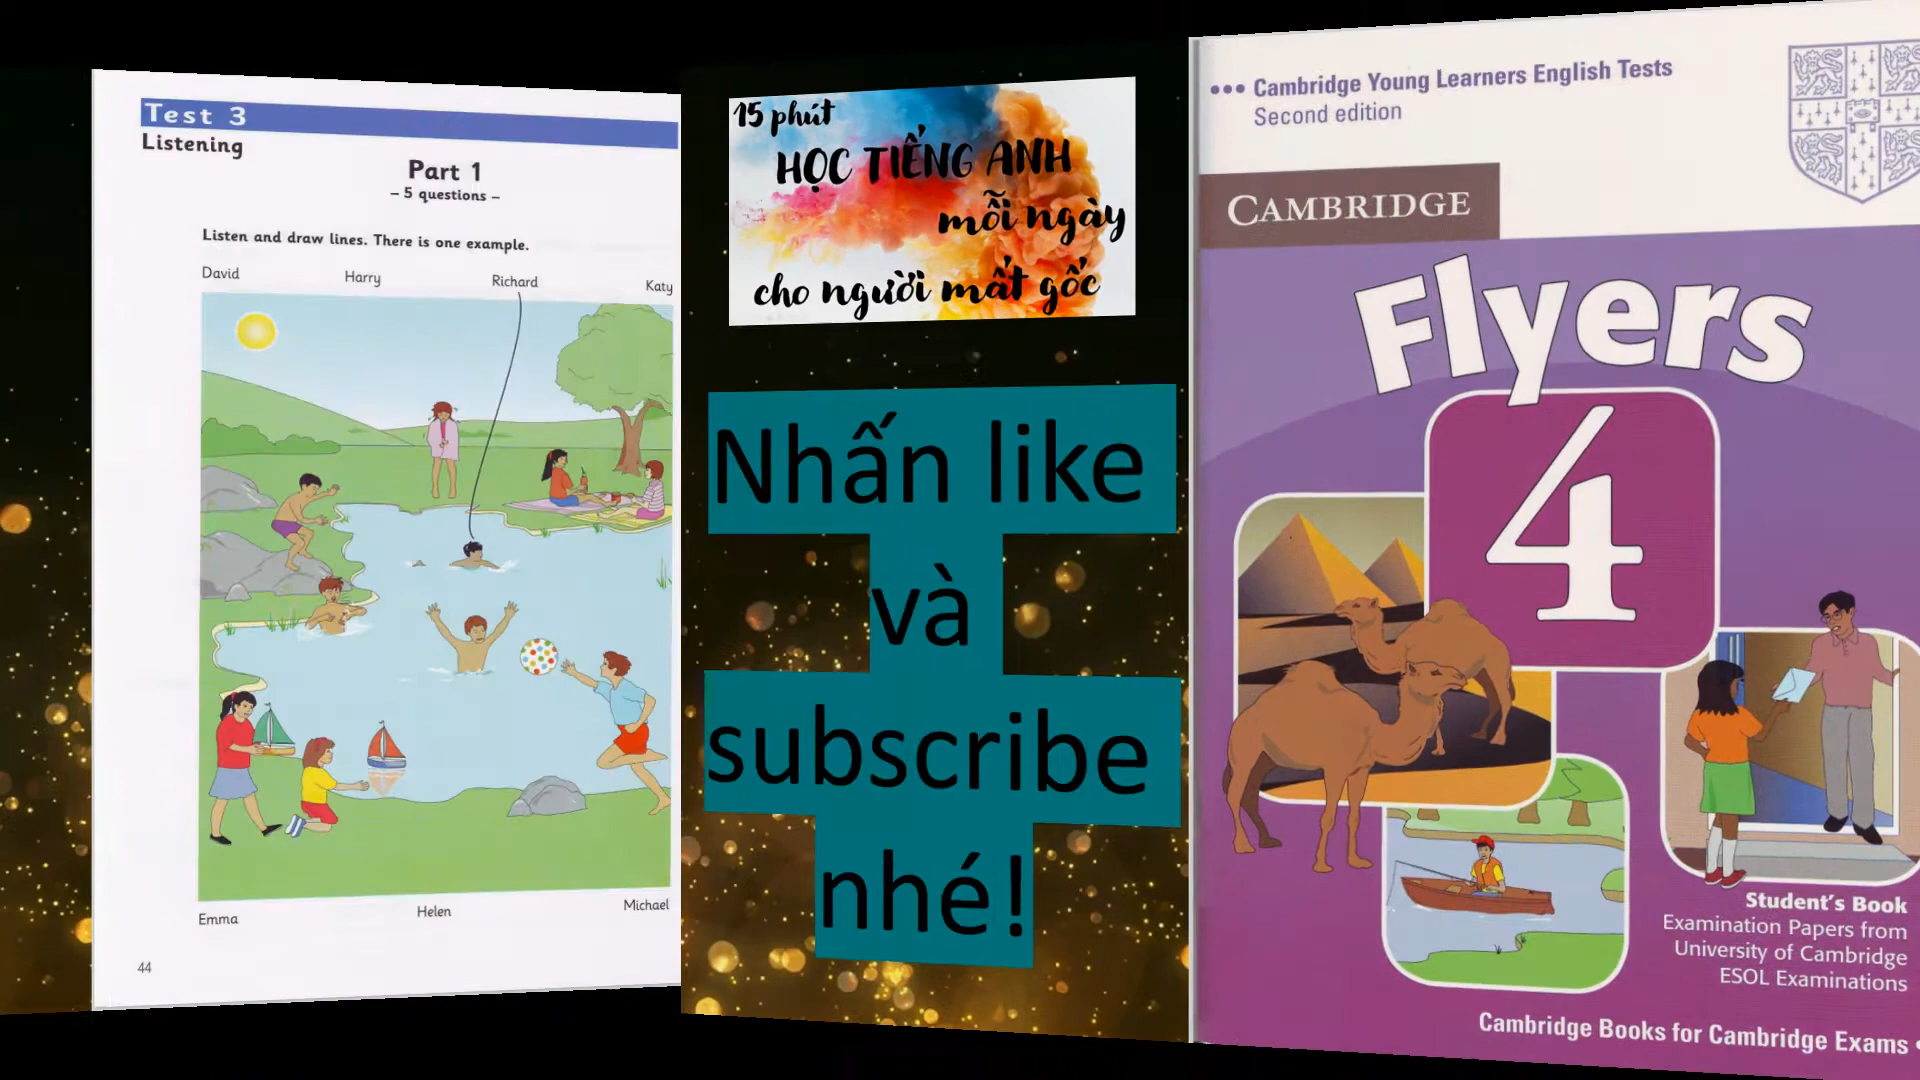 Test 3
Listening
Part 1
– 5 questions –
Listen and draw lines. There is one example.
David Harry Richard Katy
Emma Helen Michael
44
15 phút
HỌC TIẾNG ANH
mỗi ngày
cho người mất gốc
Nhấn like
và
subscribe
nhé!
••• Cambridge Young Learners English Tests
Second edition
CAMBRIDGE
Flyers
4
Student's Book
Examination Papers from
University of Cambridge
ESOL Examinations
Cambridge Books for Cambridge Exams •